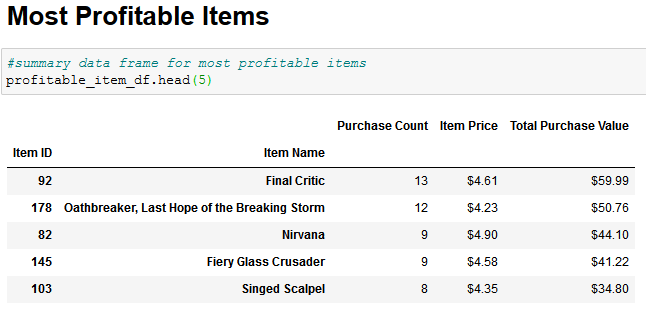 Most Profitable Items
#summary data frame for most profitable items
profitable_item_df.head(5)
Purchase Count Item Price Total Purchase Value
Item ID Item Name
92 Final Critic 13 $4.61 $59.99
178 Oathbreaker, Last Hope of the Breaking Storm 12 $4.23 $50.76
82 Nirvana 9 $4.90 $44.10
145 Fiery Glass Crusader 9 $4.58 $41.22
103 Singed Scalpel 8 $4.35 $34.80